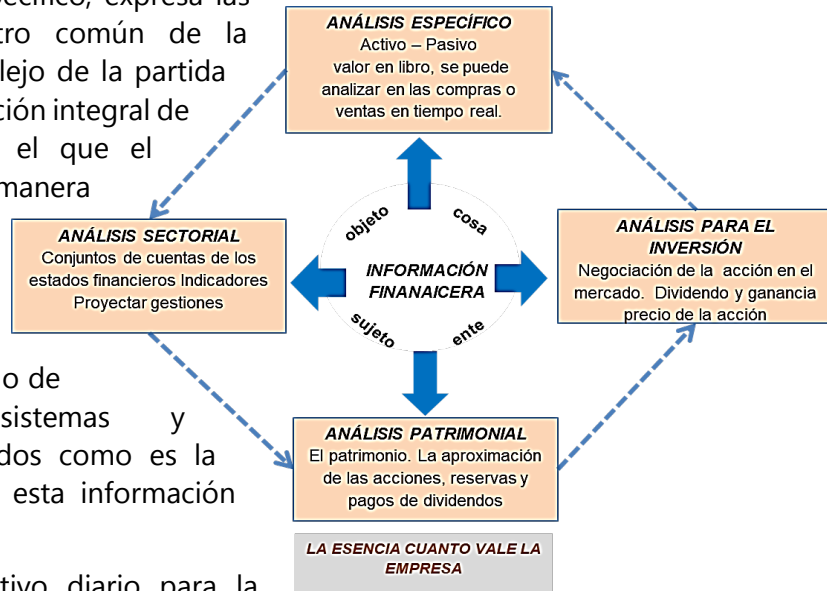 pecífico, expresa las
tro común de la
lejo de la partida
ción integral de
el que el
manera
ANÁLISIS ESPECÍFICO
Activo – Pasivo
valor en libro, se puede
analizar en las compras o
ventas en tiempo real.
ANÁLISIS SECTORIAL
Conjuntos de cuentas de los
estados financieros Indicadores
Proyectar gestiones
objeto
cosa
INFORMACIÓN
FINANAICERA
sujeto
ente
ANÁLISIS PARA EL
INVERSIÓN
Negociación de la acción en el
mercado. Dividendo y ganancia
precio de la acción
o de
sistemas y
dos como es la
esta información
ANÁLISIS PATRIMONIAL
El patrimonio. La aproximación
de las acciones, reservas y
pagos de dividendos
LA ESENCIA CUANTO VALE LA
EMPRESA
tivo diario para la